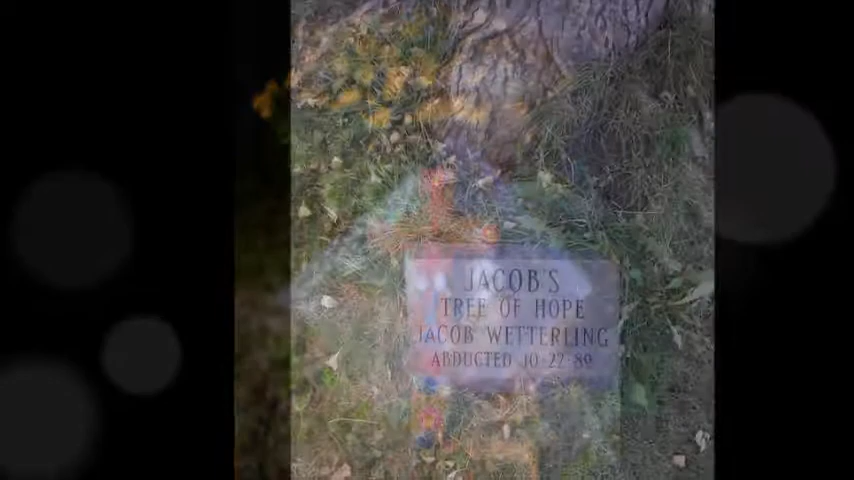 JACOB'S
TREE OF HOPE
JACOB WETTERLING
ABDUCTED 10-22-89